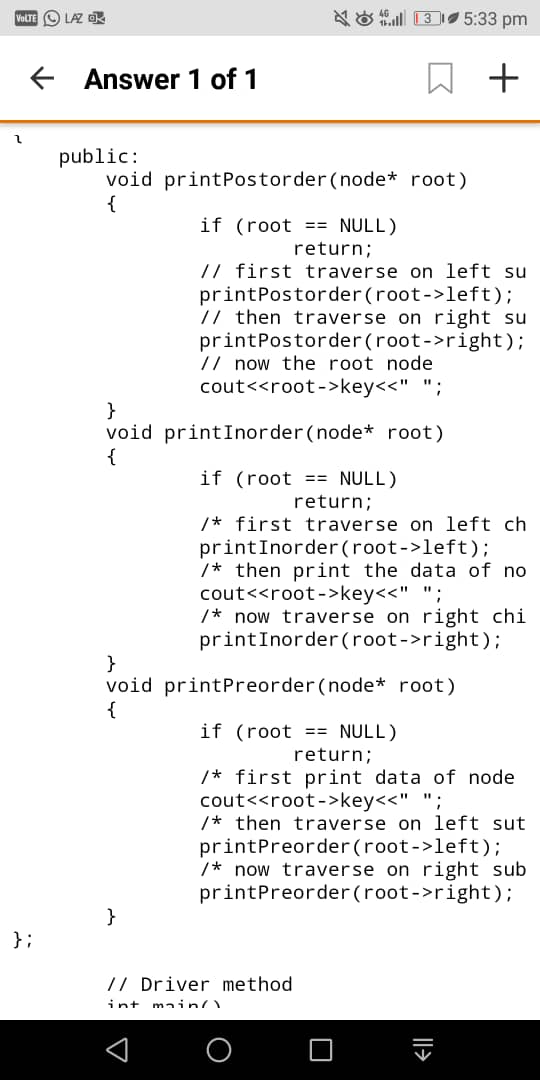 VoLTE LAZ 4G 3 5:33 pm
Answer 1 of 1
public:
void printPostorder(node* root)
{
if (root == NULL)
return;
// first traverse on left su
printPostorder(root->left);
// then traverse on right su
printPostorder(root->right);
// now the root node
cout<<root->key<<" ";
}
void printInorder(node* root)
{
if (root == NULL)
return;
/* first traverse on left ch
printInorder(root->left);
/* then print the data of no
cout<<root->key<<" ";
/* now traverse on right chi
printInorder(root->right);
}
void printPreorder(node* root)
{
if (root == NULL)
return;
/* first print data of node
cout<<root->key<<" ";
/* then traverse on left sut
printPreorder(root->left);
/* now traverse on right sub
printPreorder(root->right);
}
};
// Driver method
int main()